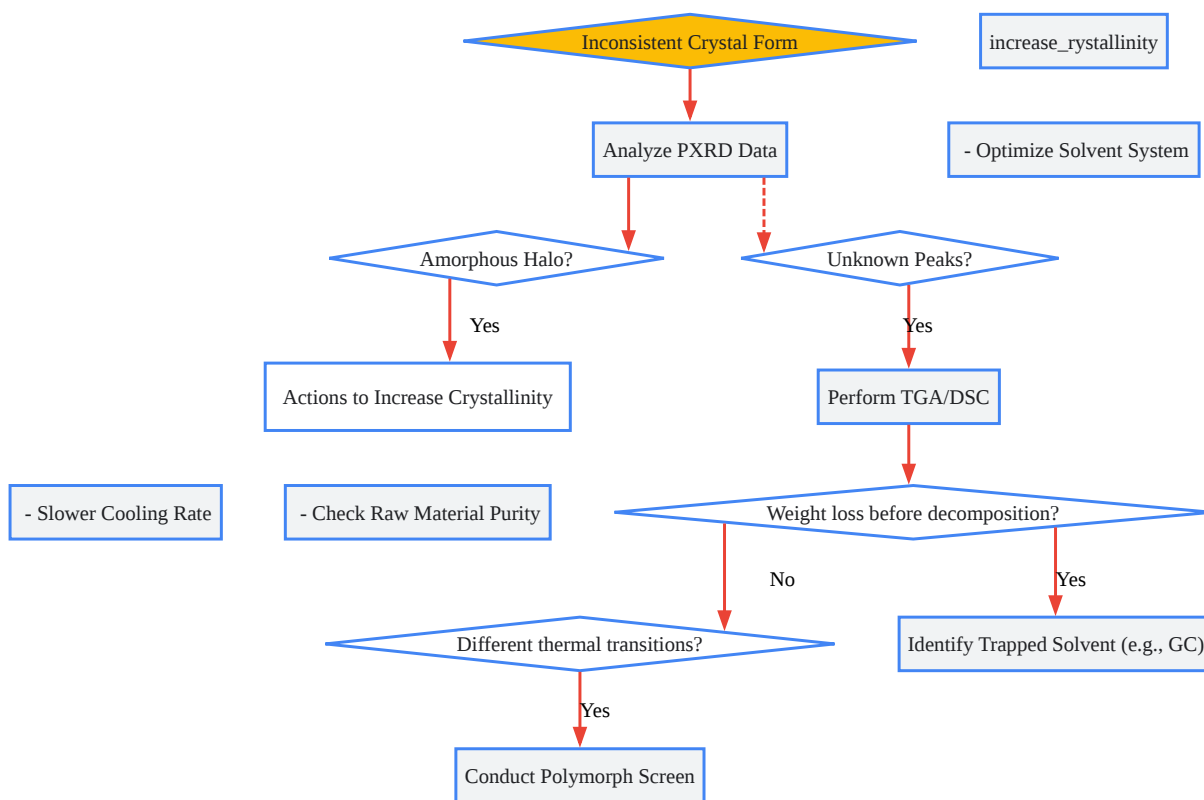 Inconsistent Crystal Form
increase_rystallinity
Analyze PXRD Data
- Optimize Solvent System
Amorphous Halo?
Unknown Peaks?
Yes
Yes
Actions to Increase Crystallinity
Perform TGA/DSC
- Slower Cooling Rate
- Check Raw Material Purity
Weight loss before decomposition?
No
Yes
Different thermal transitions?
Identify Trapped Solvent (e.g., GC)
Yes
Conduct Polymorph Screen